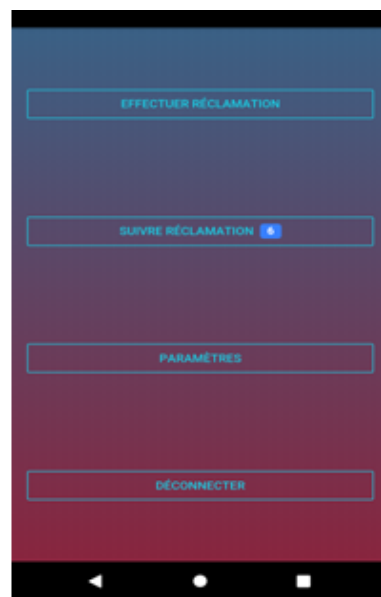 EFFECTUER RÉCLAMATION
SUIVRE RÉCLAMATION 6
PARAMÈTRES
DÉCONNECTER